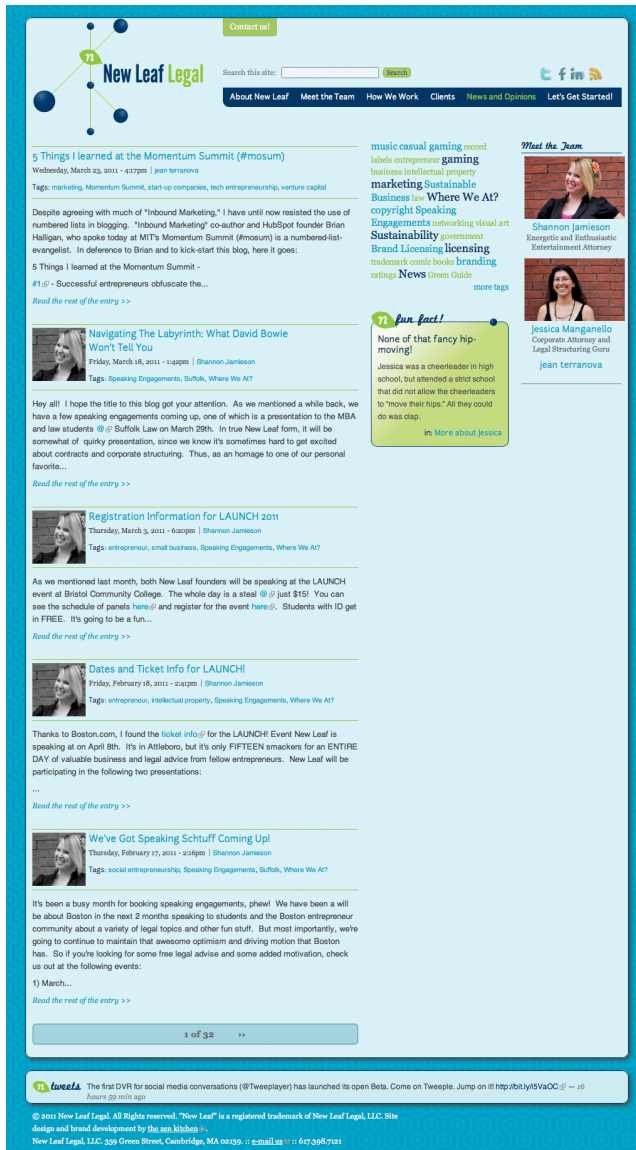 Contact us!
n
New Leaf Legal
Search this site:
Search
About New Leaf Meet the Team How We Work Clients News and Opinions Let's Get Started!
5 Things I learned at the Momentum Summit (#mosum)
Wednesday, March 23, 2011 - 4:17pm | jean terranova
Tags: marketing, Momentum Summit, start-up companies, tech entrepreneurship, venture capital
Despite agreeing with much of "Inbound Marketing," I have until now resisted the use of
numbered lists in blogging. "Inbound Marketing" co-author and HubSpot founder Brian
Halligan, who spoke today at MIT's Momentum Summit (#mosum) is a numbered-list-
evangelist. In deference to Brian and to kick-start this blog, here it goes:
5 Things I learned at the Momentum Summit -
#1 - Successful entrepreneurs obfuscate the...
Read the rest of the entry >>
Navigating The Labyrinth: What David Bowie
Won't Tell You
Friday, March 18, 2011 - 1:42pm | Shannon Jamieson
Tags: Speaking Engagements, Suffolk, Where We At?
Hey all! I hope the title to this blog got your attention. As we mentioned a while back, we
have a few speaking engagements coming up, one of which is a presentation to the MBA
and law students @ Suffolk Law on March 29th. In true New Leaf form, it will be
somewhat of quirky presentation, since we know it's sometimes hard to get excited
about contracts and corporate structuring. Thus, as an homage to one of our personal
favorite...
Read the rest of the entry >>
Registration Information for LAUNCH 2011
Thursday, March 3, 2011 - 6:20pm | Shannon Jamieson
Tags: entrepreneur, small business, Speaking Engagements, Where We At?
As we mentioned last month, both New Leaf founders will be speaking at the LAUNCH
event at Bristol Community College. The whole day is a steal @ just $15! You can
see the schedule of panels here and register for the event here. Students with ID get
in FREE. It's going to be a fun...
Read the rest of the entry >>
Dates and Ticket Info for LAUNCH!
Friday, February 18, 2011 - 2:41pm | Shannon Jamieson
Tags: entrepreneur, intellectual property, Speaking Engagements, Where We At?
Thanks to Boston.com, I found the ticket info for the LAUNCH! Event New Leaf is
speaking at on April 8th. It's in Attleboro, but it's only FIFTEEN smackers for an ENTIRE
DAY of valuable business and legal advice from fellow entrepreneurs. New Leaf will be
participating in the following two presentations:
...
Read the rest of the entry >>
We've Got Speaking Schtuff Coming Up!
Thursday, February 17, 2011 - 2:16pm | Shannon Jamieson
Tags: social entrepreneurship, Speaking Engagements, Suffolk, Where We At?
It's been a busy month for booking speaking engagements, phew! We have been a will
be about Boston in the next 2 months speaking to students and the Boston entrepreneur
community about a variety of legal topics and other fun stuff. But most importantly, we're
going to continue to maintain that awesome optimism and driving motion that Boston
has. So if you're looking for some free legal advise and some added motivation, check
us out at the following events:
1) March...
Read the rest of the entry >>
1 of 32 ››
music casual gaming record
labels entrepreneur gaming
business intellectual property
marketing Sustainable
Business law Where We At?
copyright Speaking
Engagements networking visual art
Brand Licensing licensing
Sustainability government
trademark comic books branding
ratings News Green Guide
more tags
n fun fact!
None of that fancy hip-
moving!
Jessica was a cheerleader in high
school, but attended a strict school
that did not allow the cheerleaders
to "move their hips." All they could
do was clap.
in: More about Jessica
Meet the Team
Shannon Jamieson
Energetic and Enthusiastic
Entertainment Attorney
Jessica Manganello
Corporate Attorney and
Legal Structuring Guru
jean terranova
n tweets The first DVR for social media conversations (@Tweeplayer) has launched its open Beta. Come on Tweeple. Jump on it! http://bit.ly/i5VaOC — 16
hours 59 min ago
© 2011 New Leaf Legal. All Rights reserved. "New Leaf" is a registered trademark of New Leaf Legal, LLC. Site
design and brand development by the zen kitchen.
New Leaf Legal, LLC. 359 Green Street, Cambridge, MA 02139. :: e-mail us :: 617.398.7121